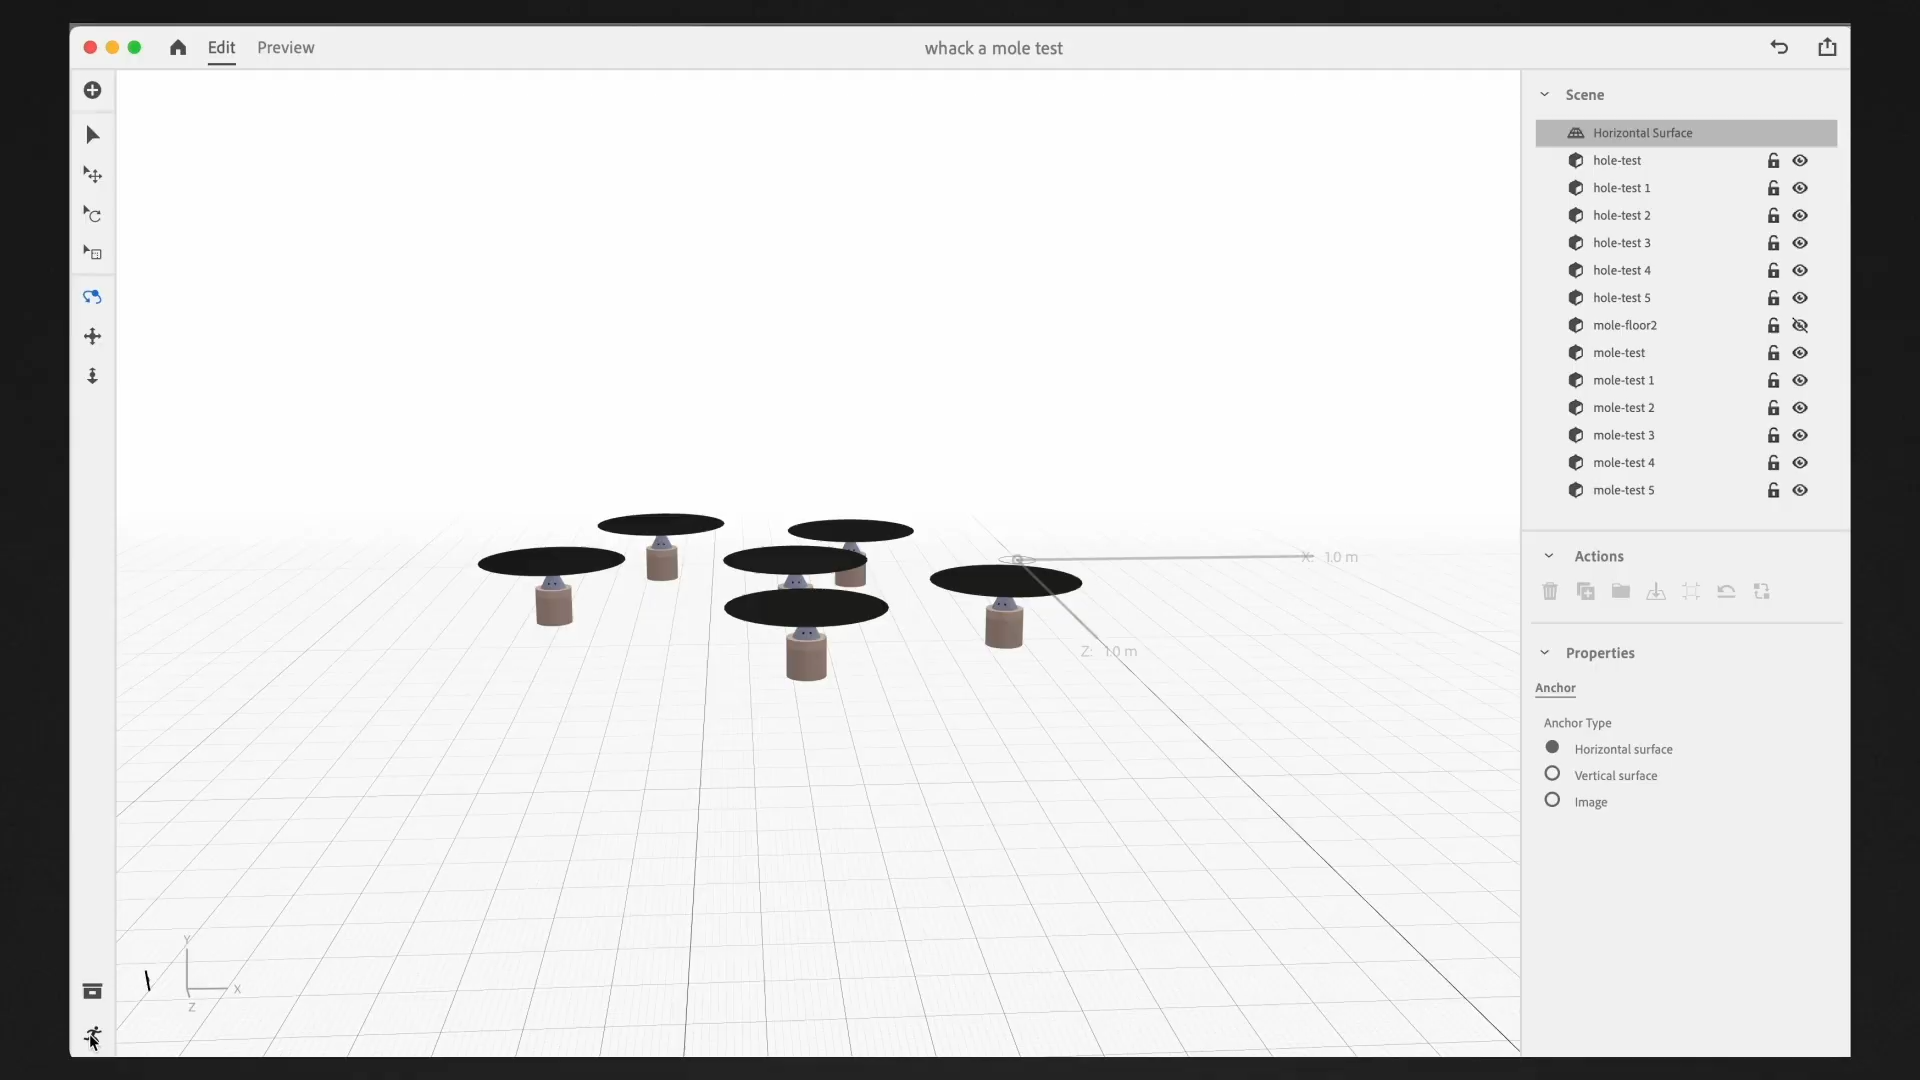 Edit Preview whack a mole test
Scene
Horizontal Surface
hole-test
hole-test 1
hole-test 2
hole-test 3
hole-test 4
hole-test 5
mole-floor2
mole-test
mole-test 1
mole-test 2
mole-test 3
mole-test 4
mole-test 5
X: 1.0 m
Z: 1.0 m
Actions
Properties
Anchor
Anchor Type
Horizontal surface
Vertical surface
Image
Y
X
Z